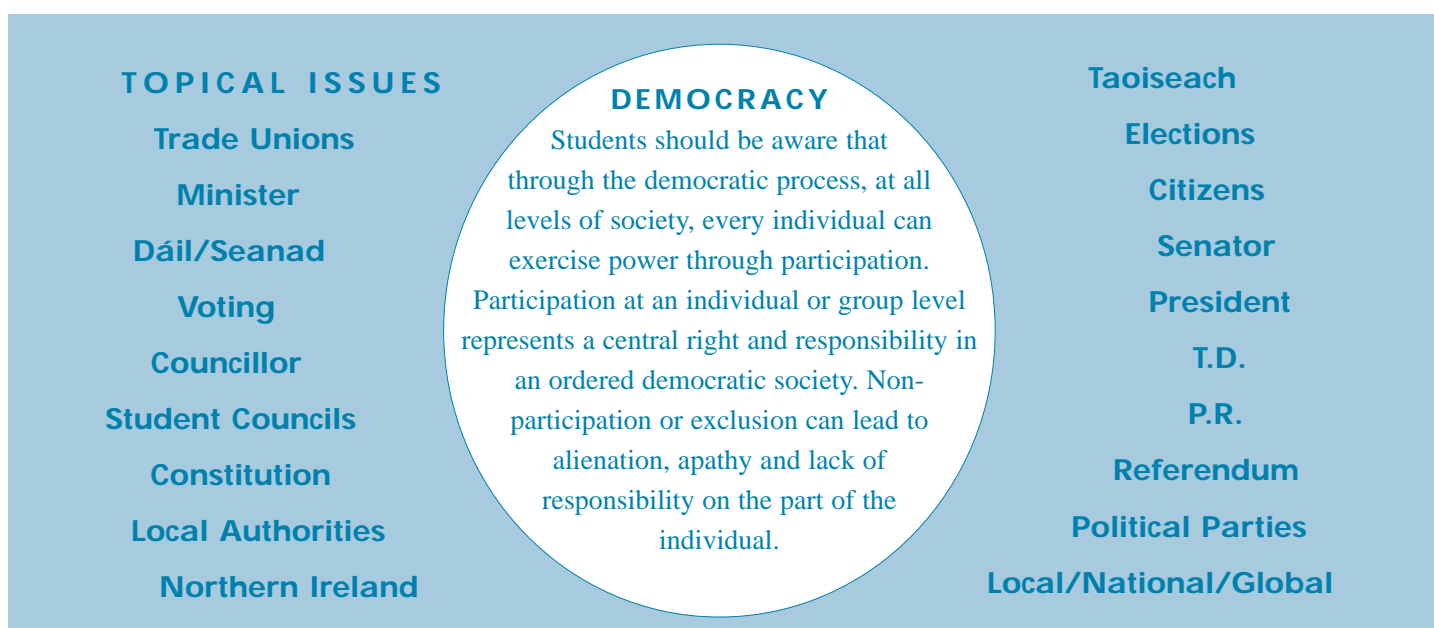 TOPICAL ISSUES
Trade Unions
Minister
Dáil/Seanad
Voting
Councillor
Student Councils
Constitution
Local Authorities
Northern Ireland
DEMOCRACY
Students should be aware that
through the democratic process, at all
levels of society, every individual can
exercise power through participation.
Participation at an individual or group level
represents a central right and responsibility in
an ordered democratic society. Non-
participation or exclusion can lead to
alienation, apathy and lack of
responsibility on the part of the
individual.
Taoiseach
Elections
Citizens
Senator
President
T.D.
P.R.
Referendum
Political Parties
Local/National/Global